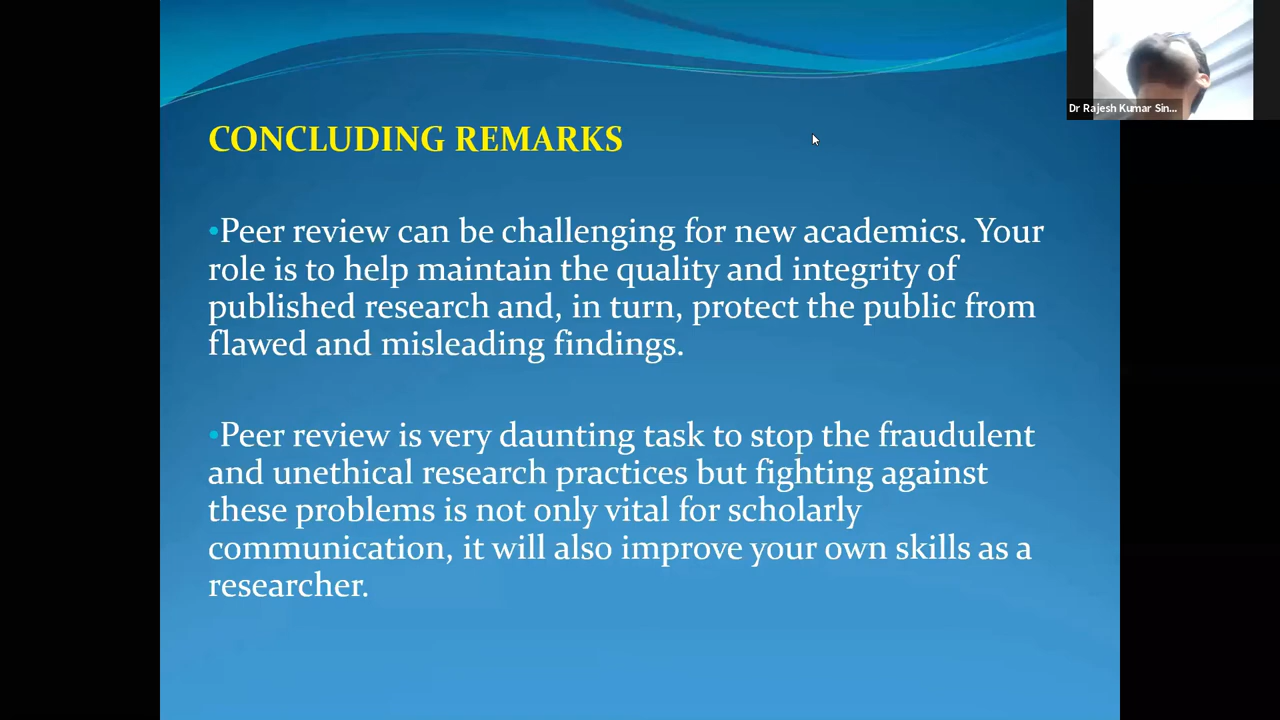 Dr Rajesh Kumar Sin...
CONCLUDING REMARKS
•Peer review can be challenging for new academics. Your
role is to help maintain the quality and integrity of
published research and, in turn, protect the public from
flawed and misleading findings.
•Peer review is very daunting task to stop the fraudulent
and unethical research practices but fighting against
these problems is not only vital for scholarly
communication, it will also improve your own skills as a
researcher.